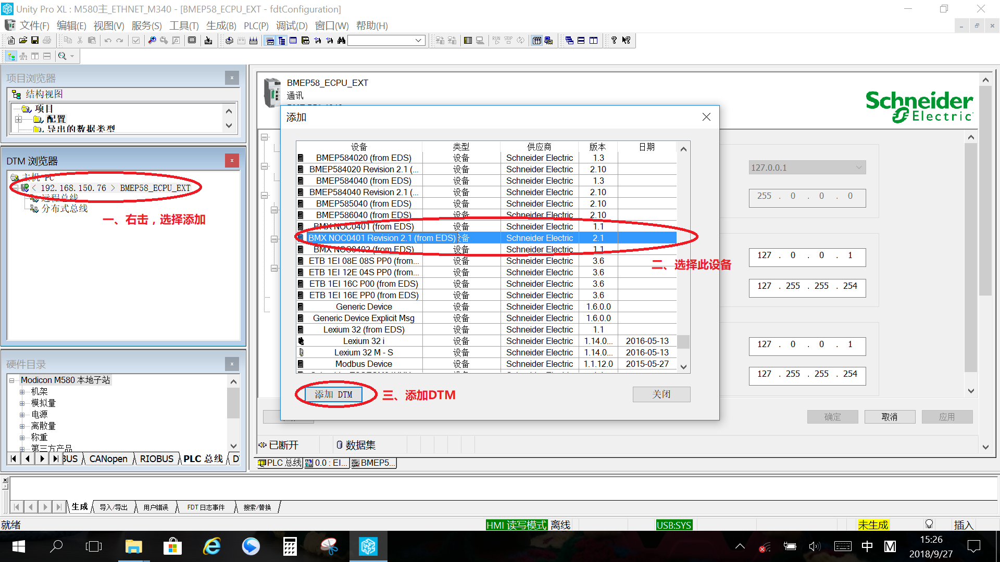 Unity Pro XL : M580主_ETHNET_M340 - [BMEP58_ECPU_EXT - fdtConfiguration]
文件(F) 编辑(E) 视图(V) 服务(S) 工具(T) 生成(B) PLC(P) 调试(D) 窗口(W) 帮助(H)
RUN STOP
项目浏览器
结构视图
项目
配置
导出的数据类型
DTM 浏览器
主机 PC
< 192.168.150.76 > BMEP58_ECPU_EXT
远程总线
分布式总线
一、右击，选择添加
硬件目录
Modicon M580 本地子站
机架
模拟量
电源
离散量
称重
第三方产品
BUS CANopen RIOBUS PLC 总线 D
BMEP58_ECPU_EXT
通讯
Schneider
Electric
添加
设备 类型 供应商 版本 日期
BMEP584020 (from EDS) 设备 Schneider Electric 1.3
BMEP584020 Revision 2.1 (... 设备 Schneider Electric 2.10
BMEP584040 (from EDS) 设备 Schneider Electric 1.3
BMEP584040 Revision 2.1 (... 设备 Schneider Electric 2.10
BMEP585040 (from EDS) 设备 Schneider Electric 2.10
BMEP586040 (from EDS) 设备 Schneider Electric 2.10
BMX NOC0401 (from EDS) 设备 Schneider Electric 1.1
BMX NOC0401 Revision 2.1 (from EDS) 设备 Schneider Electric 2.1
BMX NOC0402 (from EDS) 设备 Schneider Electric 1.1
ETB 1EI 08E 08S PP0 (from... 设备 Schneider Electric 3.6
ETB 1EI 12E 04S PP0 (from... 设备 Schneider Electric 3.6
ETB 1EI 16C P00 (from EDS) 设备 Schneider Electric 3.6
ETB 1EI 16E PP0 (from EDS) 设备 Schneider Electric 3.6
Generic Device 设备 Schneider Electric 1.6.0.0
Generic Device Explicit Msg 设备 Schneider Electric 1.6.0.0
Lexium 32 (from EDS) 设备 Schneider Electric 1.1
Lexium 32 i 设备 Schneider Electric 1.14.0... 2016-05-13
Lexium 32 M - S 设备 Schneider Electric 1.14.0... 2016-05-13
Modbus Device 设备 Schneider Electric 1.1.12.0 2015-05-27
二、选择此设备
添加 DTM
三、添加DTM
关闭
127.0.0.1
255 . 0 . 0 . 0
127 . 0 . 0 . 1
127 . 255 . 255 . 254
127 . 0 . 0 . 1
127 . 255 . 255 . 254
确定 取消 应用
已断开 数据集
PLC 总线 0.0 : EI... BMEP5...
生成 导入/导出 用户错误 FDT 日志事件 搜索/替换
就绪 HMI 读写模式 离线 USB:SYS 未生成 插入
中 M 15:26
2018/9/27